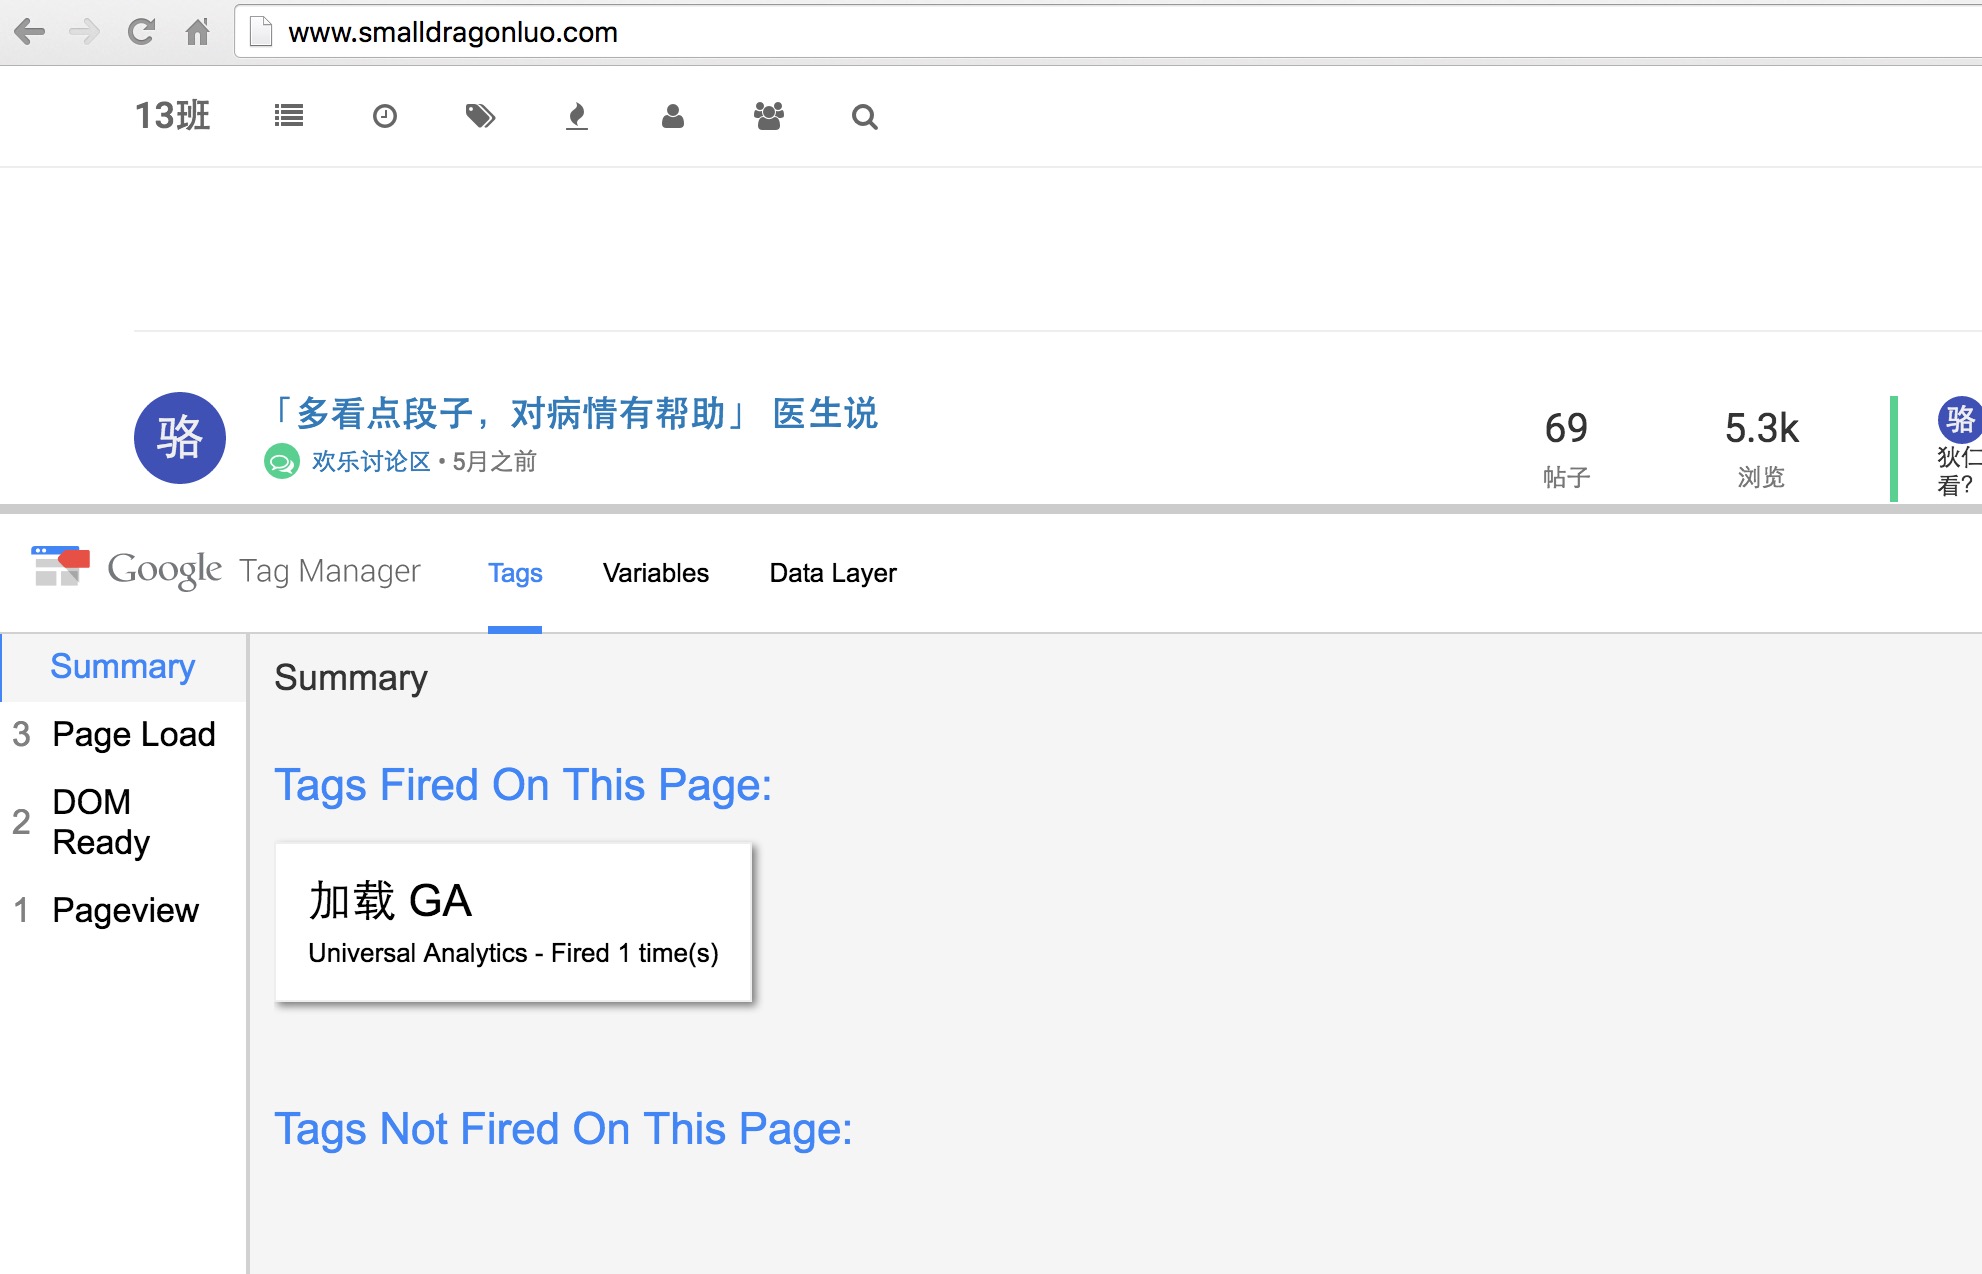 www.smalldragonluo.com
13班
骆
「多看点段子，对病情有帮助」 医生说
欢乐讨论区 • 5月之前
69
帖子
5.3k
浏览
骆
狄仁
看?
Google Tag Manager
Tags
Variables
Data Layer
Summary
3 Page Load
2 DOM
Ready
1 Pageview
Summary
Tags Fired On This Page:
加载 GA
Universal Analytics - Fired 1 time(s)
Tags Not Fired On This Page: